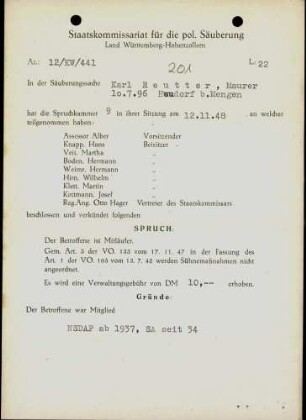 Staatskommissariat für die pol. Säuberung
Land Württemberg-Hohenzollern
Az.: 12/KW/441
L. 22
201
In der Säuberungssache Karl Reutter, Maurer
10.7.96 Heudorf b.Mengen
hat die Spruchkammer 9 in ihrer Sitzung am 12.11.48 , an welcher
teilgenommen haben:
Assessor Alber Vorsitzender
Knapp, Hans Beisitzer
Veit, Martha "
Boden, Hermann "
Weimr, Hermann "
Hirn, Wilhelm "
Klett, Martin "
Kottmann, Josef "
Reg.Ang. Otto Hager Vertreter des Staatskommissars
beschlossen und verkündet folgenden
SPRUCH:
Der Betroffene ist Mitläufer.
Gem. Art. 3 der VO. 133 vom 17. 11. 47 in der Fassung des
Art. 1 der VO. 165 vom 13. 7. 48 werden Sühnemaßnahmen nicht
angeordnet.
Es wird eine Verwaltungsgebühr von DM 10,-- erhoben.
Gründe:
Der Betroffene war Mitglied
NSDAP ab 1937, SA seit 34